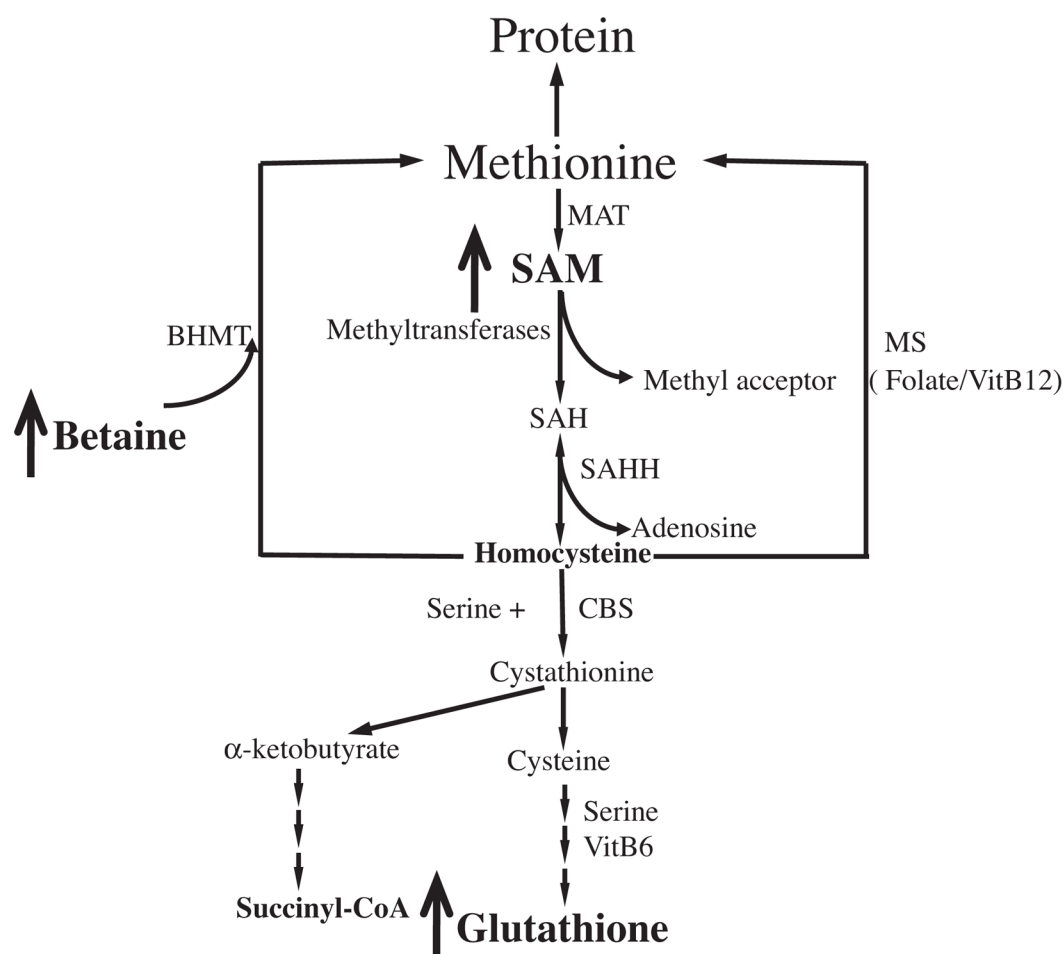 Protein
Methionine
MAT
SAM
BHMT
Methyltransferases
MS
Methyl acceptor
( Folate/VitB12)
Betaine
SAH
SAHH
Adenosine
Homocysteine
Serine +
CBS
Cystathionine
α-ketobutyrate
Cysteine
Serine
VitB6
Succinyl-CoA
Glutathione